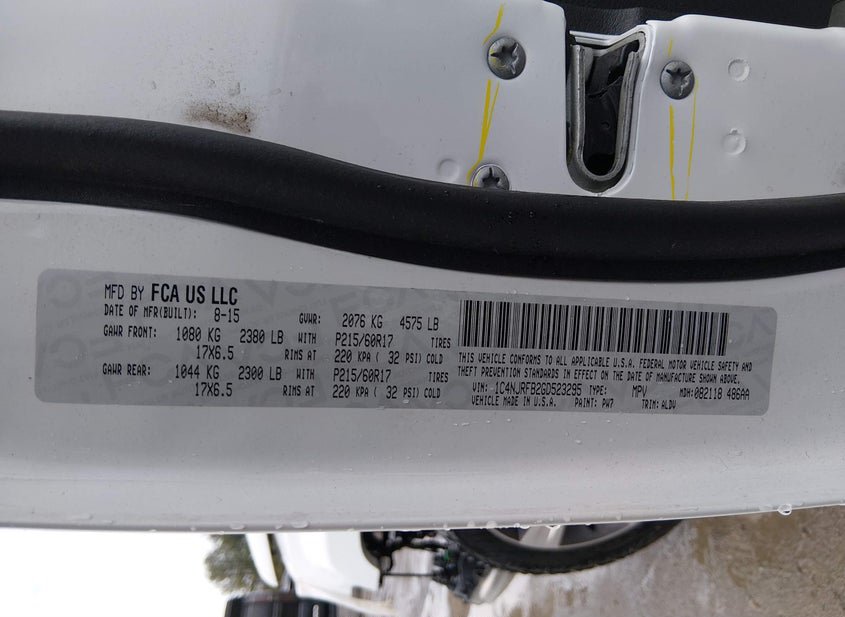 MFD BY FCA US LLC
DATE OF MFR(BUILT): 8-15 GVWR: 2076 KG 4575 LB
GAWR FRONT: 1080 KG 2380 LB WITH P215/60R17 TIRES
17X6.5 RIMS AT 220 KPA ( 32 PSI) COLD
GAWR REAR: 1044 KG 2300 LB WITH P215/60R17 TIRES
17X6.5 RIMS AT 220 KPA ( 32 PSI) COLD
THIS VEHICLE CONFORMS TO ALL APPLICABLE U.S.A. FEDERAL MOTOR VEHICLE SAFETY AND
THEFT PREVENTION STANDARDS IN EFFECT ON THE DATE OF MANUFACTURE SHOWN ABOVE.
VIN: 1C4NJRFB2GD523295 TYPE: MPV MDH: 082118 486AA
VEHICLE MADE IN U.S.A. PAINT: PW7 TRIM: ALDV